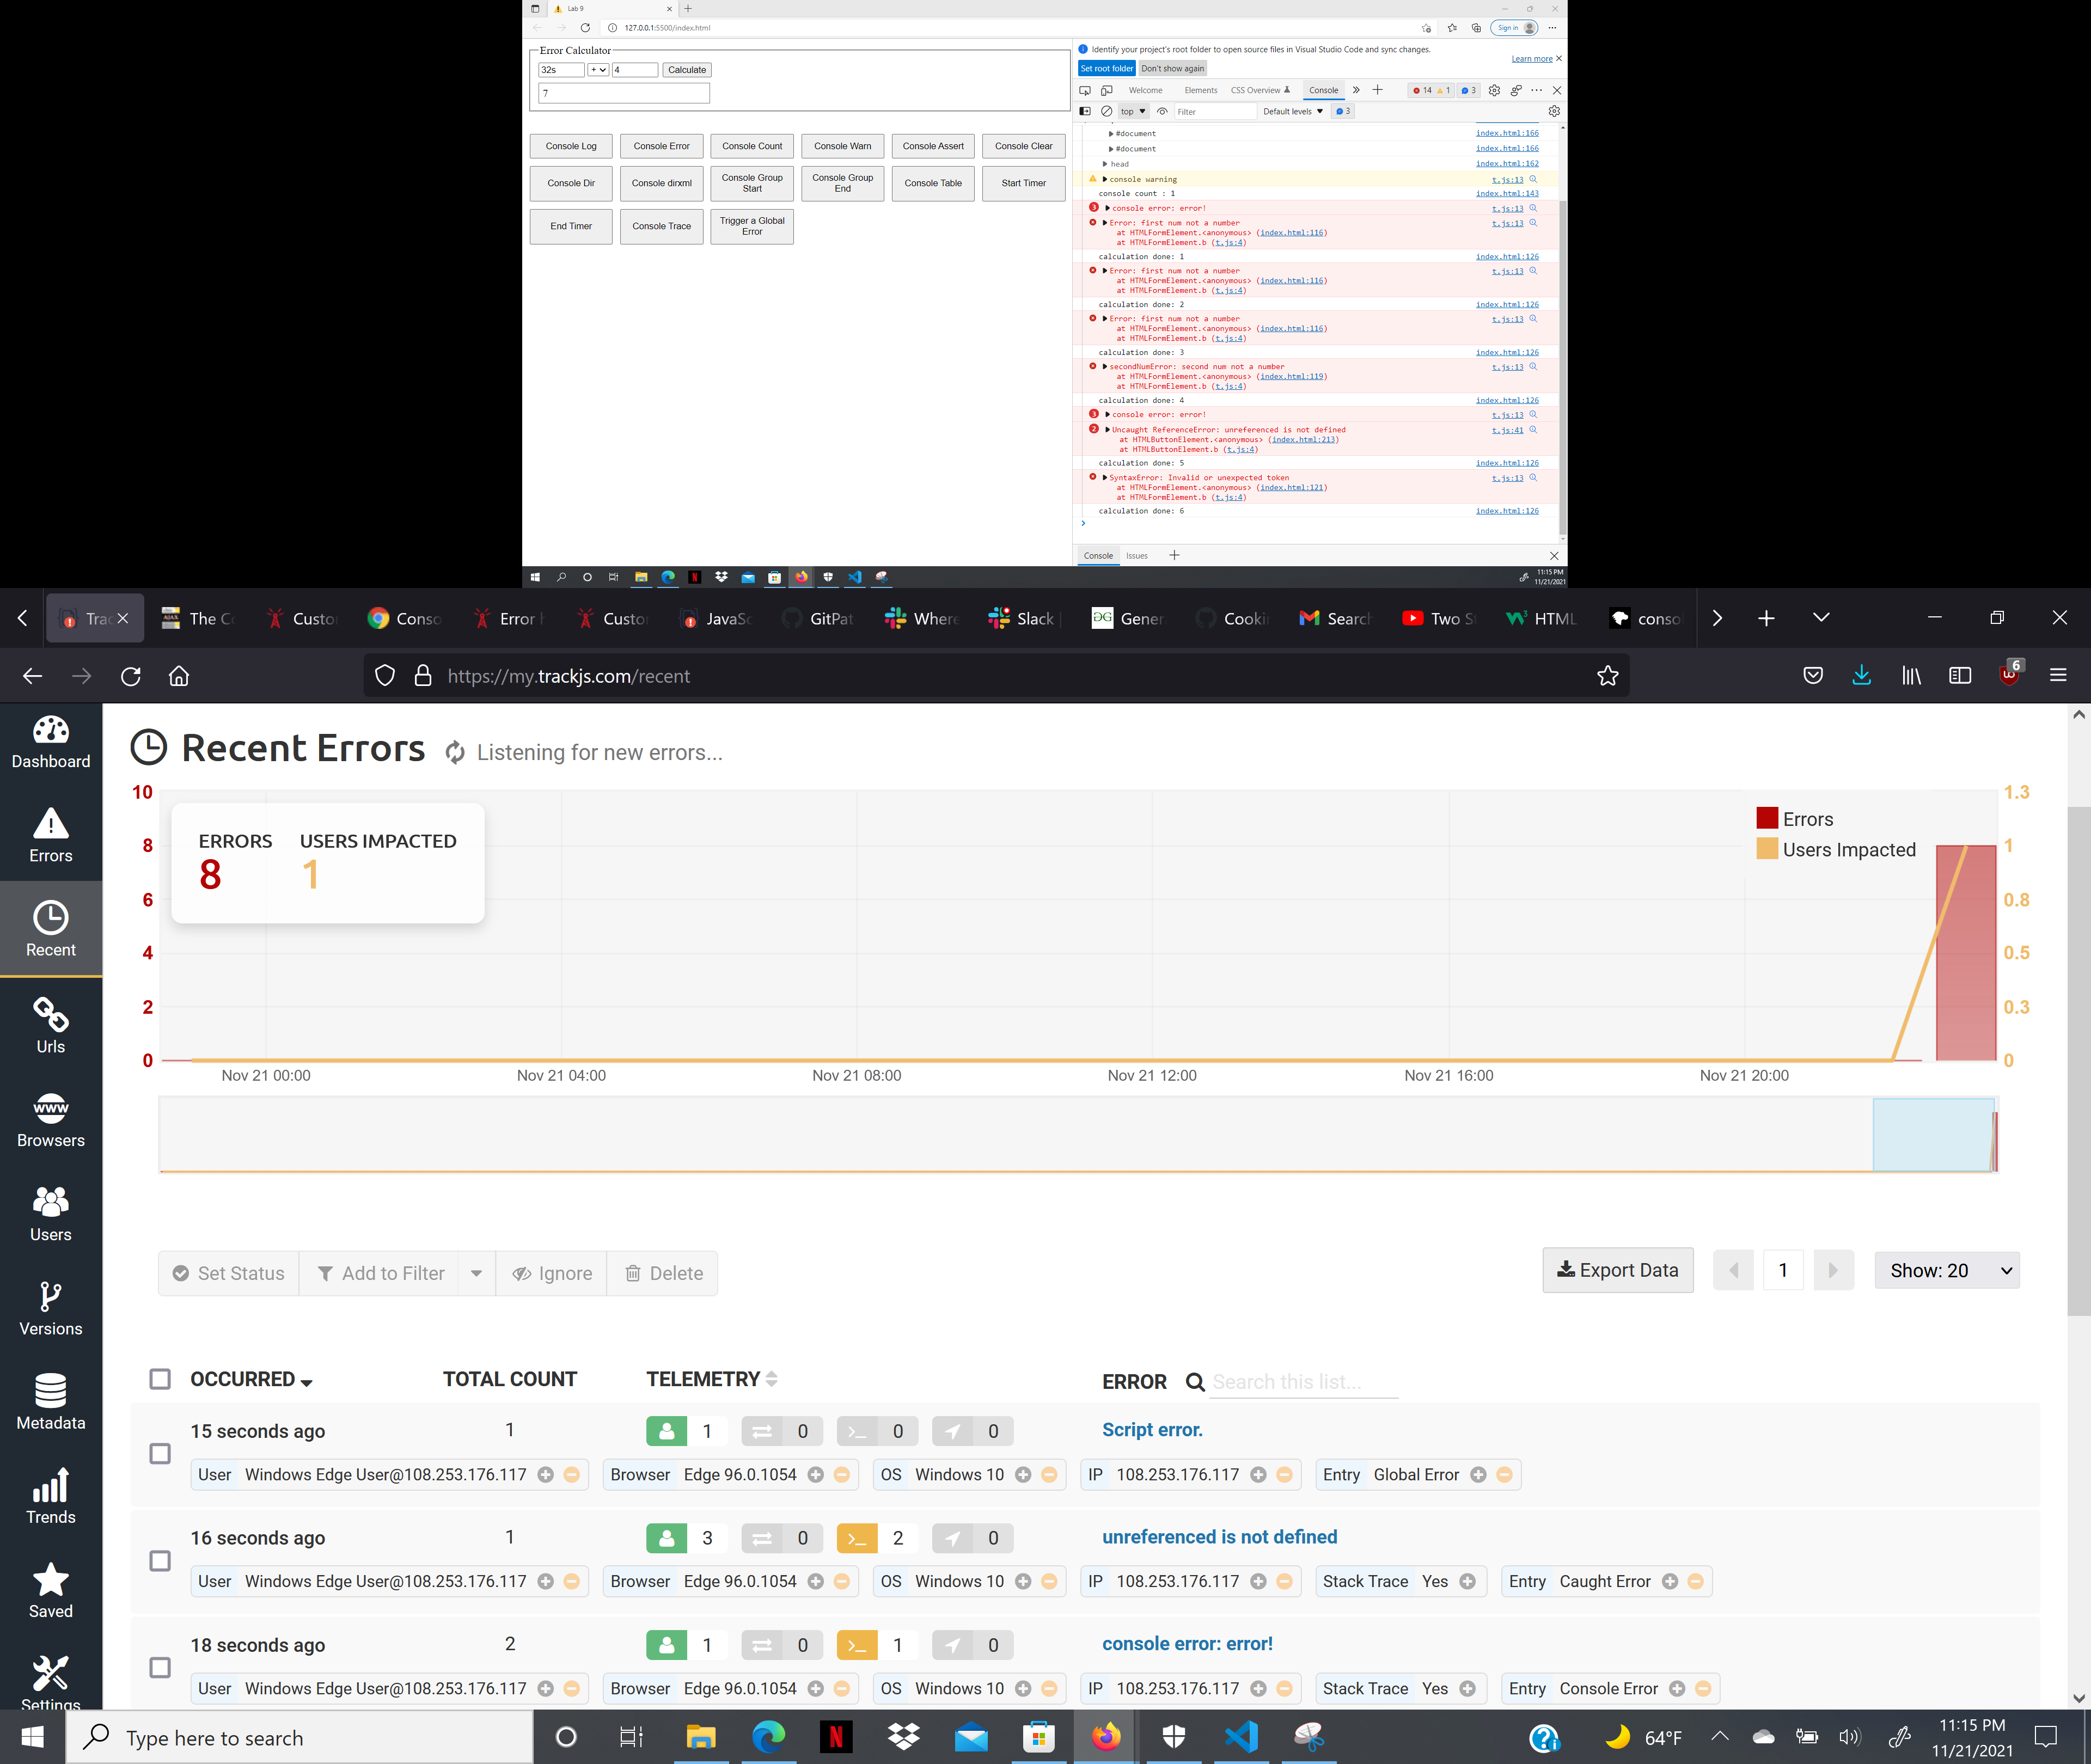 Lab 9
127.0.0.1:5500/index.html
Sign in
Error Calculator
32s + 4 Calculate
7
Console Log Console Error Console Count Console Warn Console Assert Console Clear
Console Dir Console dirxml Console Group Start Console Group End Console Table Start Timer
End Timer Console Trace Trigger a Global Error
Identify your project's root folder to open source files in Visual Studio Code and sync changes.
Learn more
Set root folder Don't show again
Welcome Elements CSS Overview Console 14 1 3
top Filter Default levels 3
#document index.html:166
#document index.html:166
head index.html:162
console warning t.js:13
console count : 1 index.html:143
3 console error: error! t.js:13
Error: first num not a number t.js:13
at HTMLFormElement.<anonymous> (index.html:116)
at HTMLFormElement.b (t.js:4)
calculation done: 1 index.html:126
Error: first num not a number t.js:13
at HTMLFormElement.<anonymous> (index.html:116)
at HTMLFormElement.b (t.js:4)
calculation done: 2 index.html:126
Error: first num not a number t.js:13
at HTMLFormElement.<anonymous> (index.html:116)
at HTMLFormElement.b (t.js:4)
calculation done: 3 index.html:126
secondNumError: second num not a number t.js:13
at HTMLFormElement.<anonymous> (index.html:119)
at HTMLFormElement.b (t.js:4)
calculation done: 4 index.html:126
3 console error: error! t.js:13
2 Uncaught ReferenceError: unreferenced is not defined t.js:41
at HTMLButtonElement.<anonymous> (index.html:213)
at HTMLButtonElement.b (t.js:4)
calculation done: 5 index.html:126
SyntaxError: Invalid or unexpected token t.js:13
at HTMLFormElement.<anonymous> (index.html:121)
at HTMLFormElement.b (t.js:4)
calculation done: 6 index.html:126
Console Issues
11:15 PM
11/21/2021
Trac The Co Custo Conso Error h Custo JavaSc GitPat Where Slack Gener Cooki Search Two St HTML conso
https://my.trackjs.com/recent
6
Dashboard
Errors
Recent
Urls
Browsers
Users
Versions
Metadata
Trends
Saved
Settings
Recent Errors Listening for new errors...
ERRORS USERS IMPACTED
8 1
Errors
Users Impacted
10 1.3
8 1
6 0.8
4 0.5
2 0.3
0 0
Nov 21 00:00 Nov 21 04:00 Nov 21 08:00 Nov 21 12:00 Nov 21 16:00 Nov 21 20:00
Set Status Add to Filter Ignore Delete Export Data 1 Show: 20
OCCURRED TOTAL COUNT TELEMETRY ERROR Search this list...
15 seconds ago 1 1 0 0 0 Script error.
User Windows Edge User@108.253.176.117 Browser Edge 96.0.1054 OS Windows 10 IP 108.253.176.117 Entry Global Error
16 seconds ago 1 3 0 2 0 unreferenced is not defined
User Windows Edge User@108.253.176.117 Browser Edge 96.0.1054 OS Windows 10 IP 108.253.176.117 Stack Trace Yes Entry Caught Error
18 seconds ago 2 1 0 1 0 console error: error!
User Windows Edge User@108.253.176.117 Browser Edge 96.0.1054 OS Windows 10 IP 108.253.176.117 Stack Trace Yes Entry Console Error
Type here to search
64°F
11:15 PM
11/21/2021